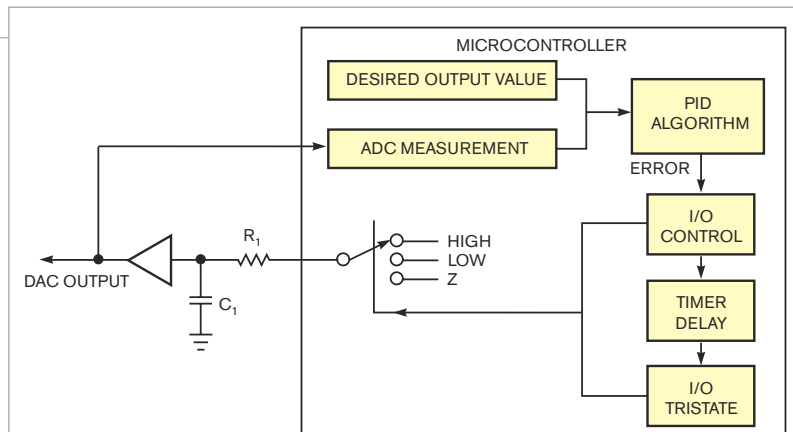 MICROCONTROLLER
DESIRED OUTPUT VALUE
ADC MEASUREMENT
PID
ALGORITHM
ERROR
I/O
CONTROL
TIMER
DELAY
I/O
TRISTATE
HIGH
LOW
Z
R₁
C₁
DAC OUTPUT